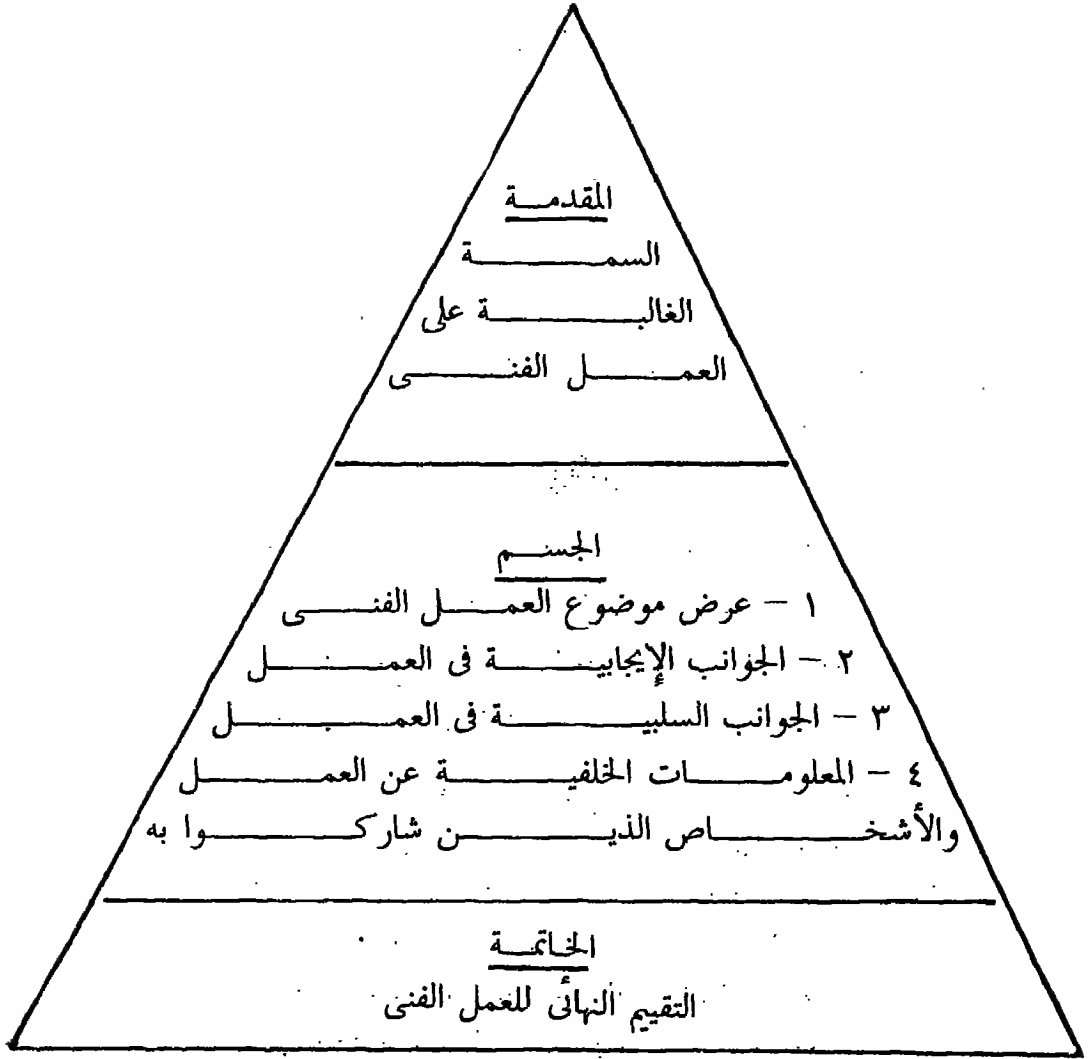 المقدمة
السمة
الغالبة على
العمل الفنى
الجسم
١ – عرض موضوع العمل الفنى
٢ – الجوانب الإيجابية فى العمل
٣ – الجوانب السلبية فى العمل
٤ – المعلومات الخلفية عن العمل
والأشخاص الذين شاركوا به
الخاتمة
التقييم النهائى للعمل الفنى